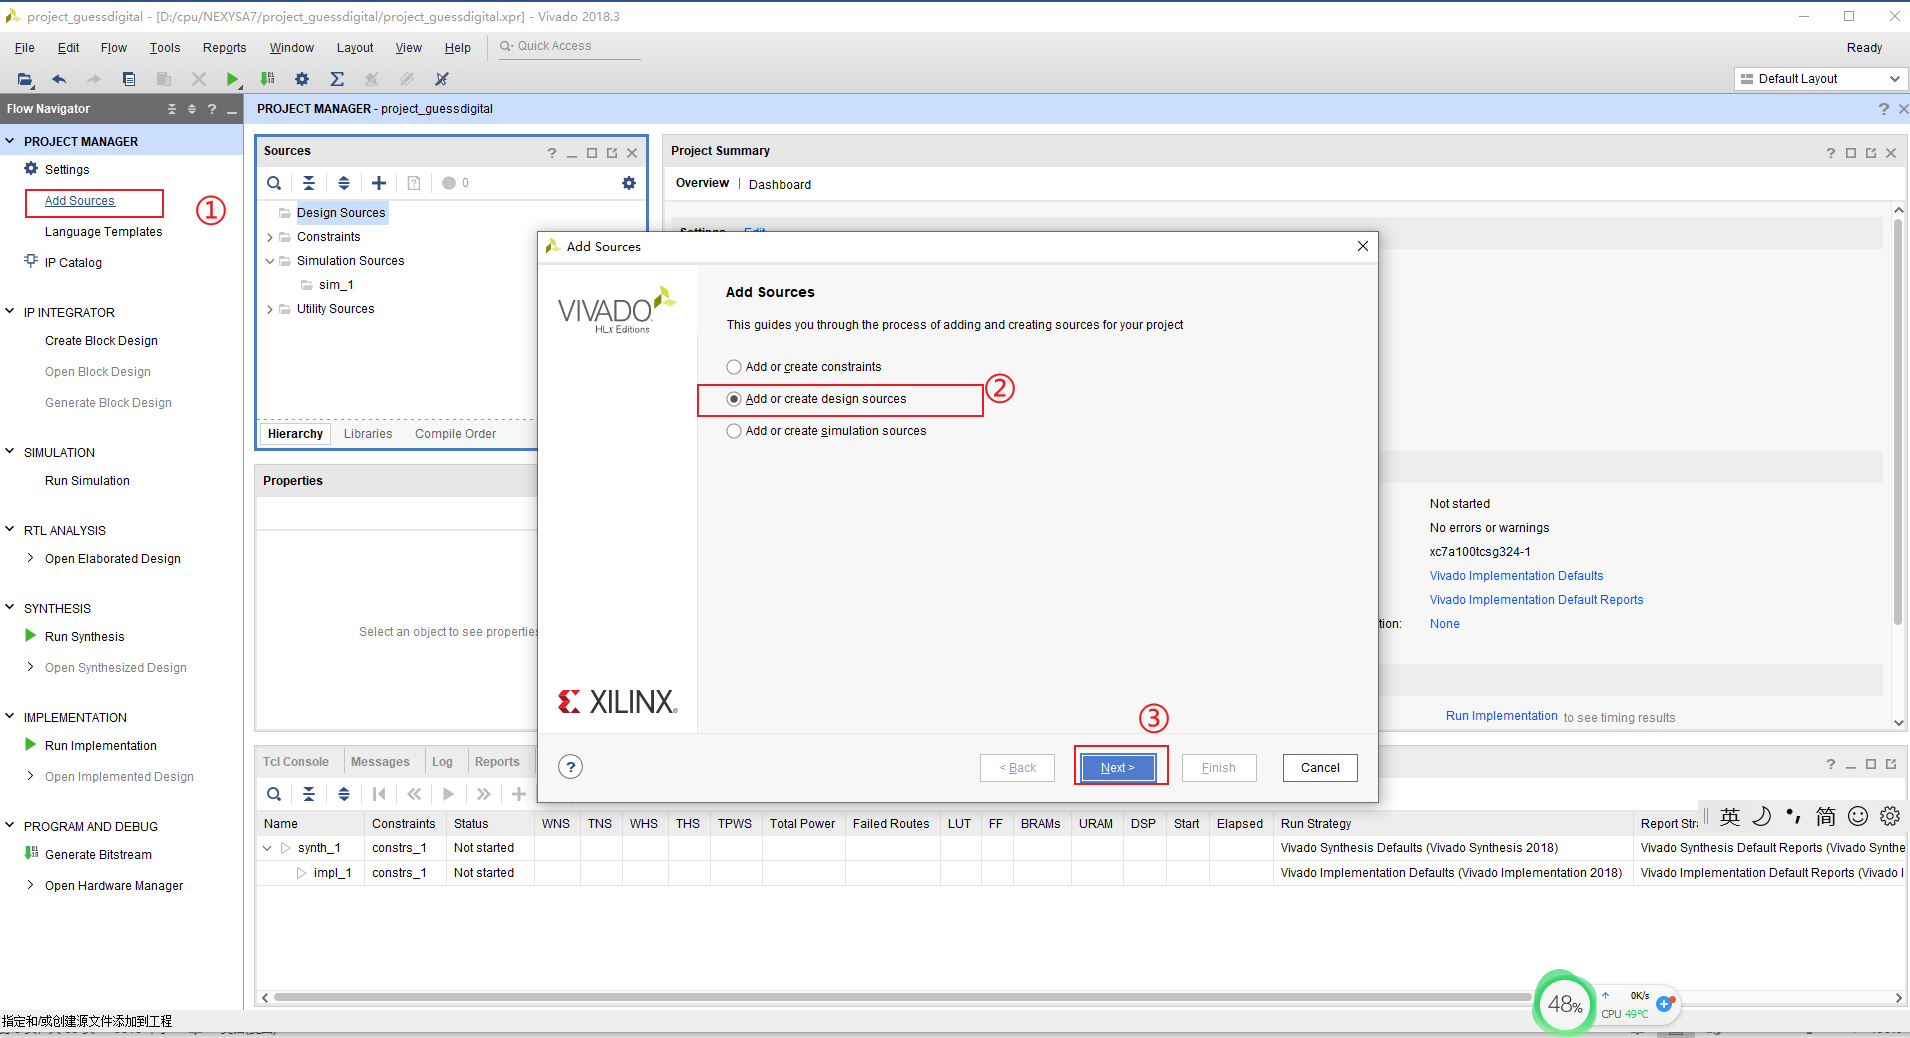 project_guessdigital - [D:/cpu/NEXYSA7/project_guessdigital/project_guessdigital.xpr] - Vivado 2018.3
File Edit Flow Tools Reports Window Layout View Help Quick Access
Ready
Default Layout
Flow Navigator
PROJECT MANAGER - project_guessdigital
PROJECT MANAGER
Settings
Add Sources
①
Language Templates
IP Catalog
IP INTEGRATOR
Create Block Design
Open Block Design
Generate Block Design
SIMULATION
Run Simulation
RTL ANALYSIS
Open Elaborated Design
SYNTHESIS
Run Synthesis
Open Synthesized Design
IMPLEMENTATION
Run Implementation
Open Implemented Design
PROGRAM AND DEBUG
Generate Bitstream
Open Hardware Manager
Sources
0
Design Sources
Constraints
Simulation Sources
sim_1
Utility Sources
Hierarchy Libraries Compile Order
Properties
Select an object to see properties
Project Summary
Overview | Dashboard
Settings Edit
Add Sources
VIVADO
HLx Editions
Add Sources
This guides you through the process of adding and creating sources for your project
Add or create constraints
Add or create design sources
②
Add or create simulation sources
XILINX
③
< Back Next > Finish Cancel
Not started
No errors or warnings
xc7a100tcsg324-1
Vivado Implementation Defaults
Vivado Implementation Default Reports
tion: None
Run Implementation to see timing results
Tcl Console Messages Log Reports
Name Constraints Status WNS TNS WHS THS TPWS Total Power Failed Routes LUT FF BRAMs URAM DSP Start Elapsed Run Strategy Report Stra
synth_1 constrs_1 Not started Vivado Synthesis Defaults (Vivado Synthesis 2018) Vivado Synthesis Default Reports (Vivado Synthe
impl_1 constrs_1 Not started Vivado Implementation Defaults (Vivado Implementation 2018) Vivado Implementation Default Reports (Vivado I
英 简
48%
0K/s
CPU 49℃
指定和/或创建源文件添加到工程